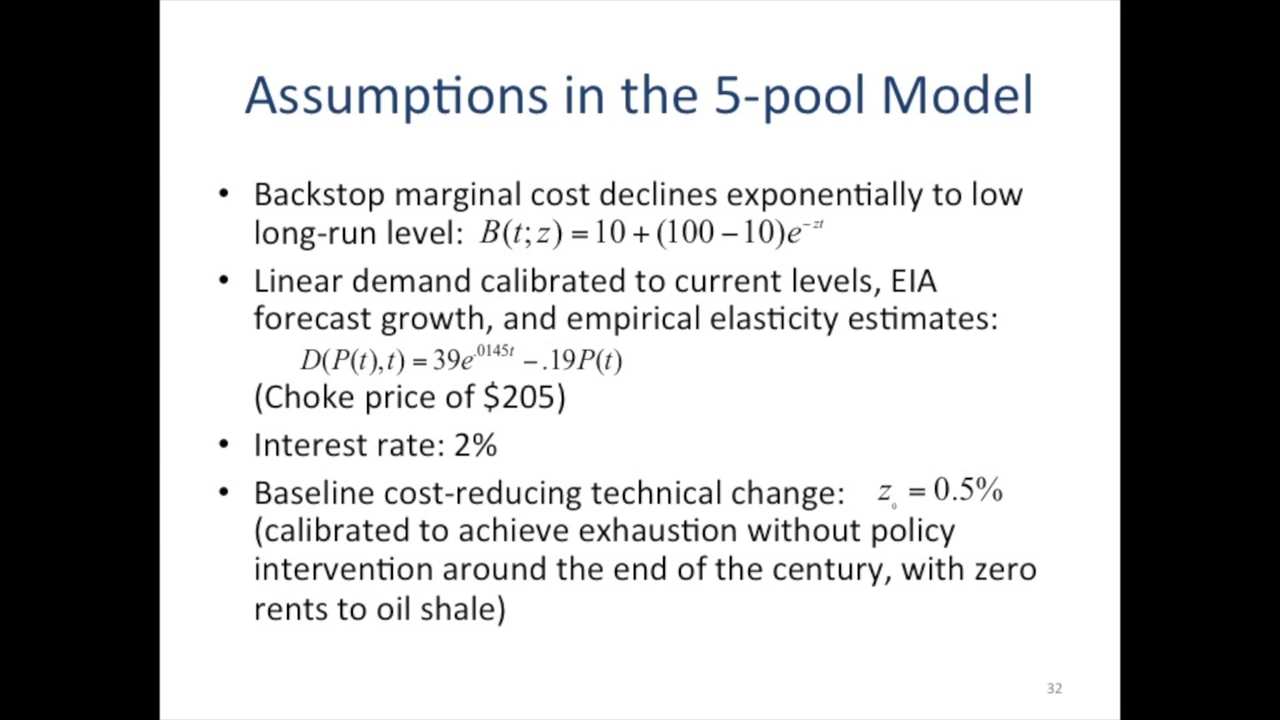 Assumptions in the 5-pool Model
• Backstop marginal cost declines exponentially to low
long-run level: B(t;z) = 10 + (100 − 10)e^{−zt}
• Linear demand calibrated to current levels, EIA
forecast growth, and empirical elasticity estimates:
D(P(t),t) = 39e^{.0145t} − .19P(t)
(Choke price of $205)
• Interest rate: 2%
• Baseline cost-reducing technical change: z_o = 0.5%
(calibrated to achieve exhaustion without policy
intervention around the end of the century, with zero
rents to oil shale)
32